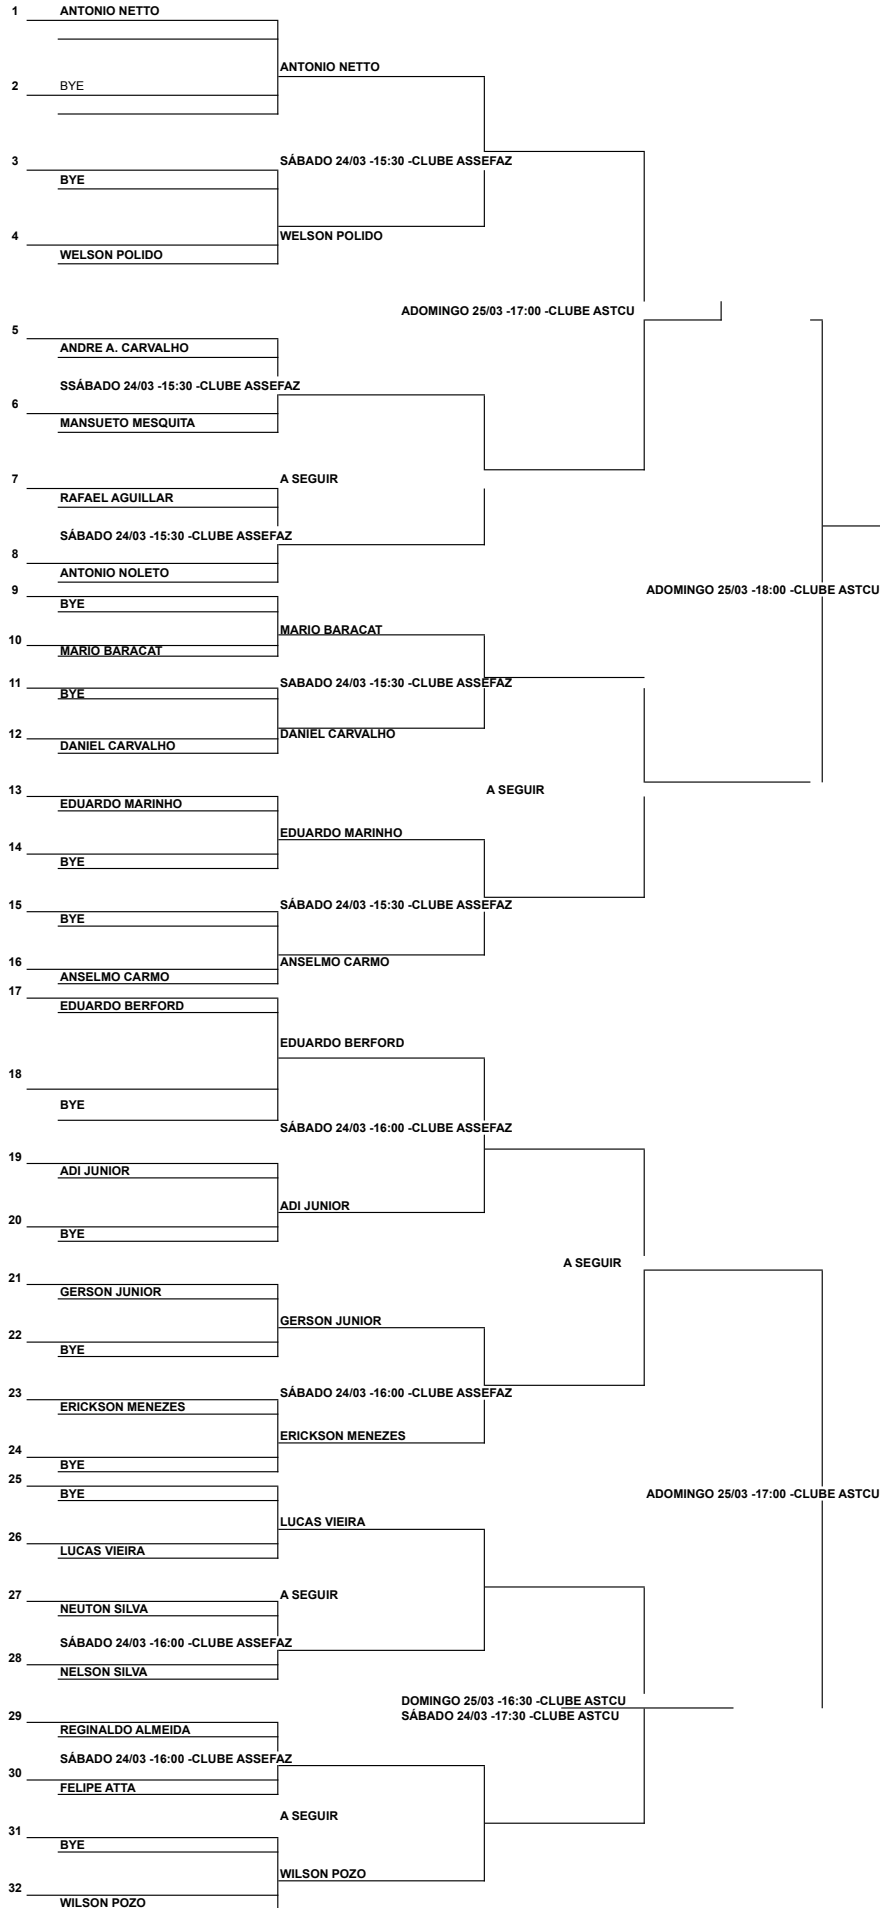 1 ANTONIO NETTO
ANTONIO NETTO
2 BYE
3 SÁBADO 24/03 -15:30 -CLUBE ASSEFAZ
BYE
4 WELSON POLIDO
WELSON POLIDO
ADOMINGO 25/03 -17:00 -CLUBE ASTCU
5
ANDRE A. CARVALHO
SSÁBADO 24/03 -15:30 -CLUBE ASSEFAZ
6
MANSUETO MESQUITA
7 A SEGUIR
RAFAEL AGUILLAR
SÁBADO 24/03 -15:30 -CLUBE ASSEFAZ
8
ANTONIO NOLETO
9 ADOMINGO 25/03 -18:00 -CLUBE ASTCU
BYE
MARIO BARACAT
10
MARIO BARACAT
11 SABADO 24/03 -15:30 -CLUBE ASSEFAZ
BYE
12 DANIEL CARVALHO
DANIEL CARVALHO
13 A SEGUIR
EDUARDO MARINHO
EDUARDO MARINHO
14
BYE
15 SÁBADO 24/03 -15:30 -CLUBE ASSEFAZ
BYE
16 ANSELMO CARMO
ANSELMO CARMO
17
EDUARDO BERFORD
EDUARDO BERFORD
18
BYE
SÁBADO 24/03 -16:00 -CLUBE ASSEFAZ
19
ADI JUNIOR
ADI JUNIOR
20
BYE
A SEGUIR
21
GERSON JUNIOR
GERSON JUNIOR
22
BYE
23 SÁBADO 24/03 -16:00 -CLUBE ASSEFAZ
ERICKSON MENEZES
ERICKSON MENEZES
24
BYE
25
BYE ADOMINGO 25/03 -17:00 -CLUBE ASTCU
LUCAS VIEIRA
26
LUCAS VIEIRA
27 A SEGUIR
NEUTON SILVA
SÁBADO 24/03 -16:00 -CLUBE ASSEFAZ
28
NELSON SILVA
DOMINGO 25/03 -16:30 -CLUBE ASTCU
29 SÁBADO 24/03 -17:30 -CLUBE ASTCU
REGINALDO ALMEIDA
SÁBADO 24/03 -16:00 -CLUBE ASSEFAZ
30
FELIPE ATTA
A SEGUIR
31
BYE
WILSON POZO
32
WILSON POZO